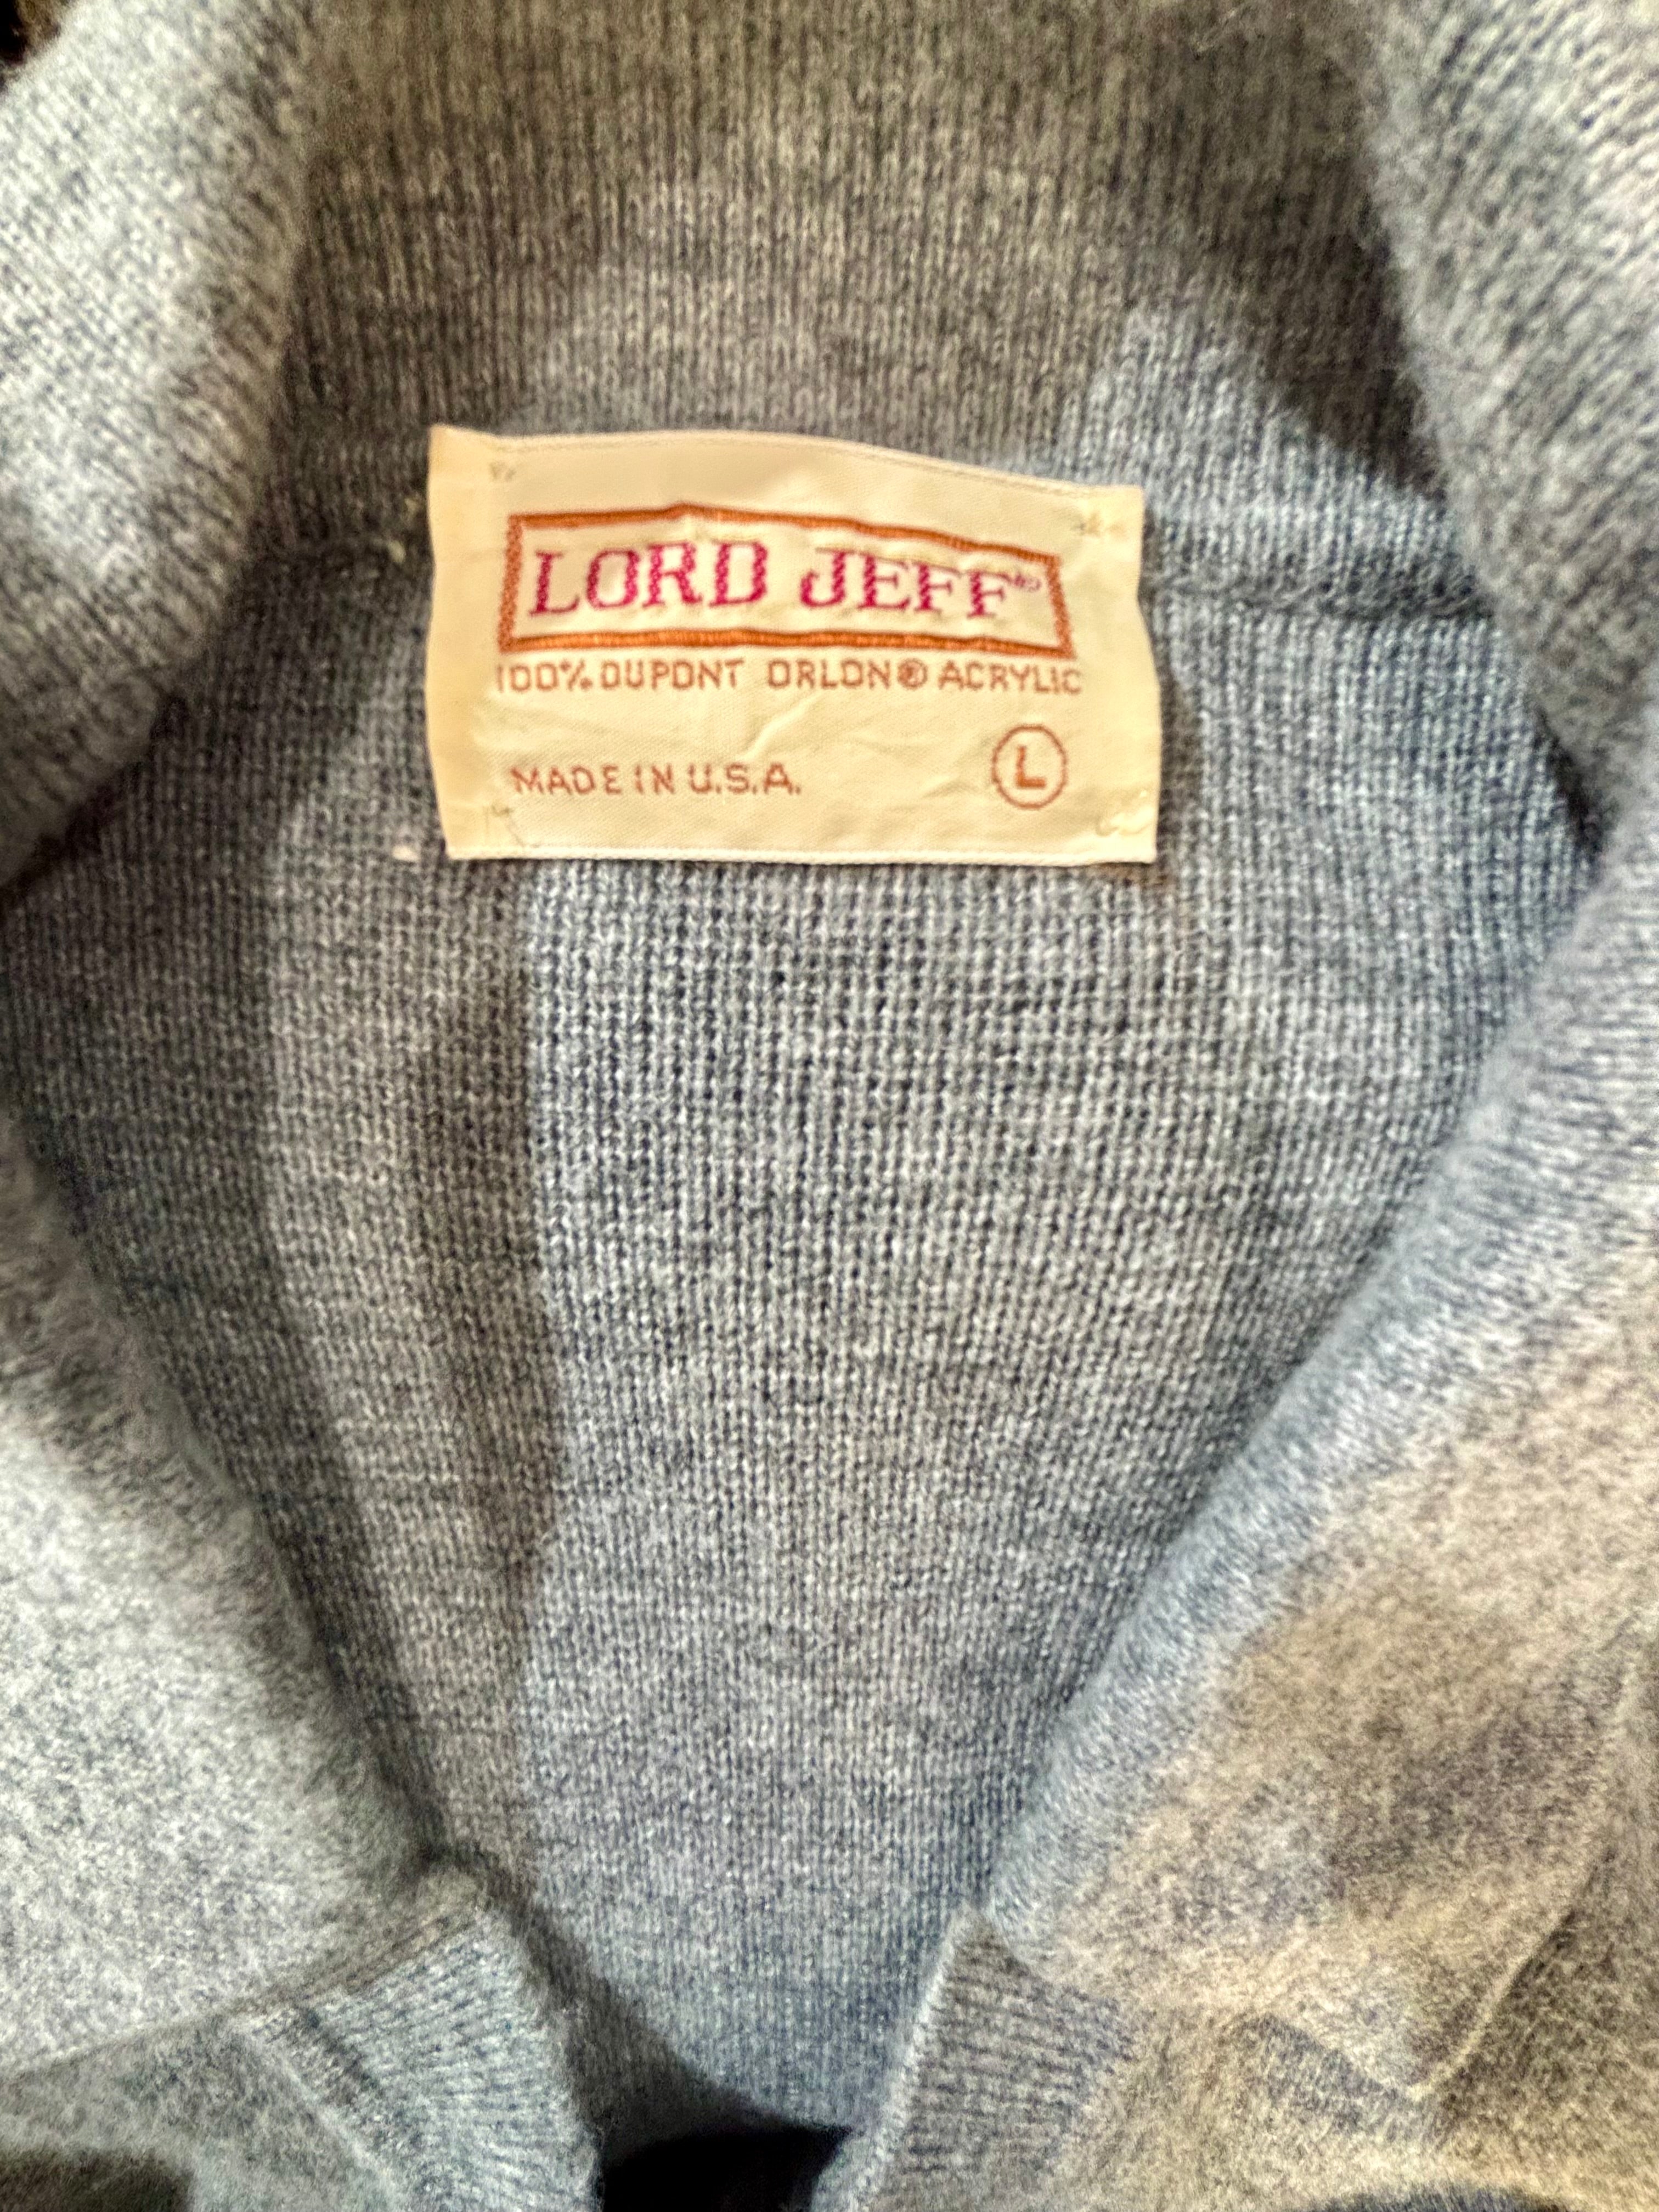 LORD JEFF®
100% DUPONT ORLON® ACRYLIC
MADE IN U.S.A. L